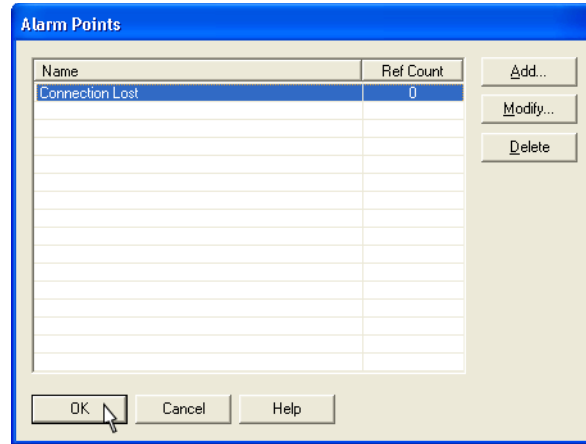 Alarm Points
Name Ref Count
Connection Lost 0
Add...
Modify...
Delete
OK Cancel Help